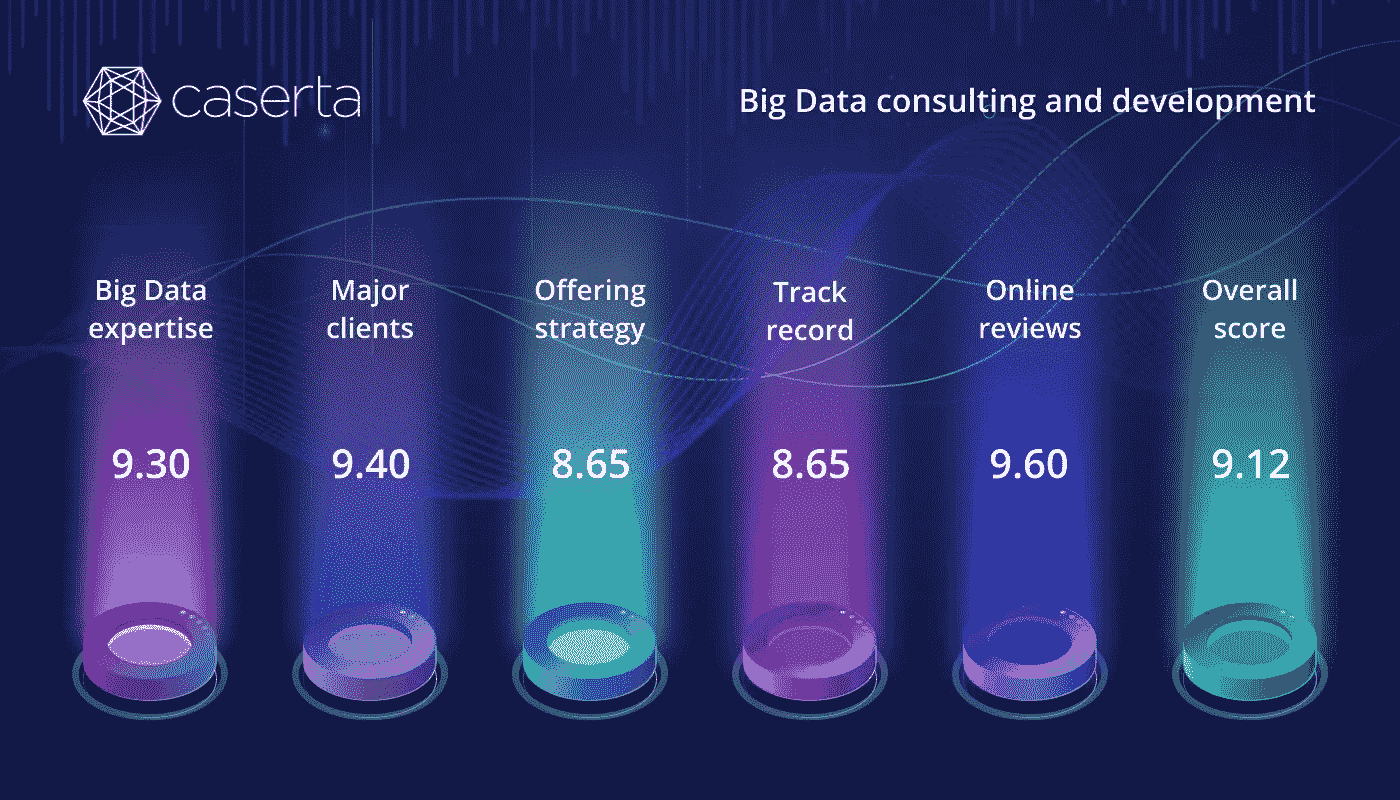 caserta
Big Data consulting and development
Big Data
expertise
Major
clients
Offering
strategy
Track
record
Online
reviews
Overall
score
9.30
9.40
8.65
8.65
9.60
9.12